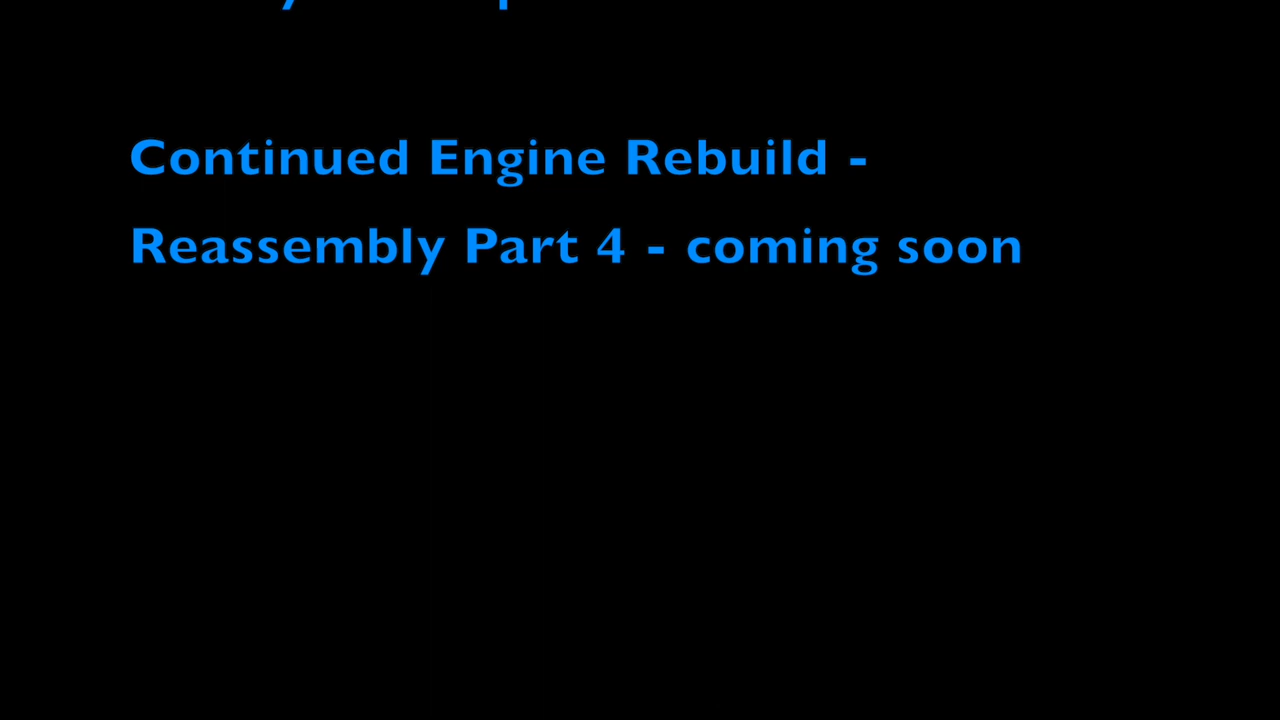 Continued Engine Rebuild -
Reassembly Part 4 - coming soon